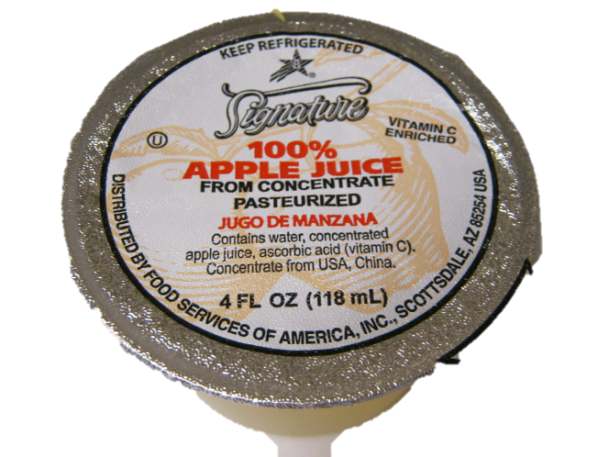 KEEP REFRIGERATED
Signature
®
VITAMIN C
ENRICHED
U
100%
APPLE JUICE
FROM CONCENTRATE
PASTEURIZED
JUGO DE MANZANA
Contains water, concentrated
apple juice, ascorbic acid (vitamin C).
Concentrate from USA, China.
4 FL OZ (118 mL)
DISTRIBUTED BY FOOD SERVICES OF AMERICA, INC., SCOTTSDALE, AZ 85254 USA